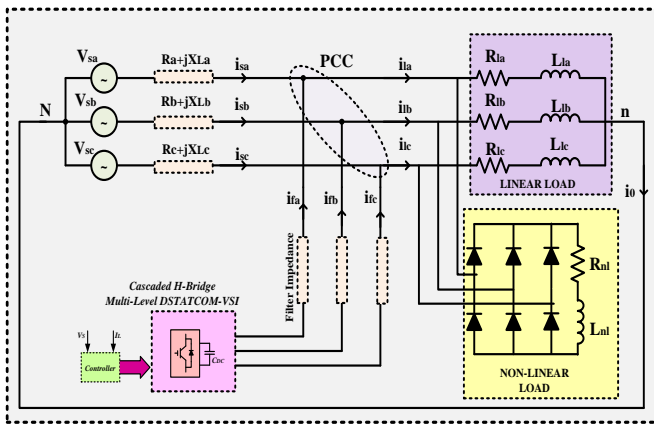 Vsa
Ra+jXLa
isa
PCC
ila
Rla
Lla
N
Vsb
Rb+jXLb
isb
ilb
Rlb
Llb
n
Vsc
Rc+jXLc
isc
ilc
Rlc
Llc
LINEAR LOAD
i0
ifa
ifb
ifc
Filter Impedance
Cascaded H-Bridge
Multi-Level DSTATCOM-VSI
Rnl
Lnl
VS
IL
CDC
Controller
NON-LINEAR
LOAD